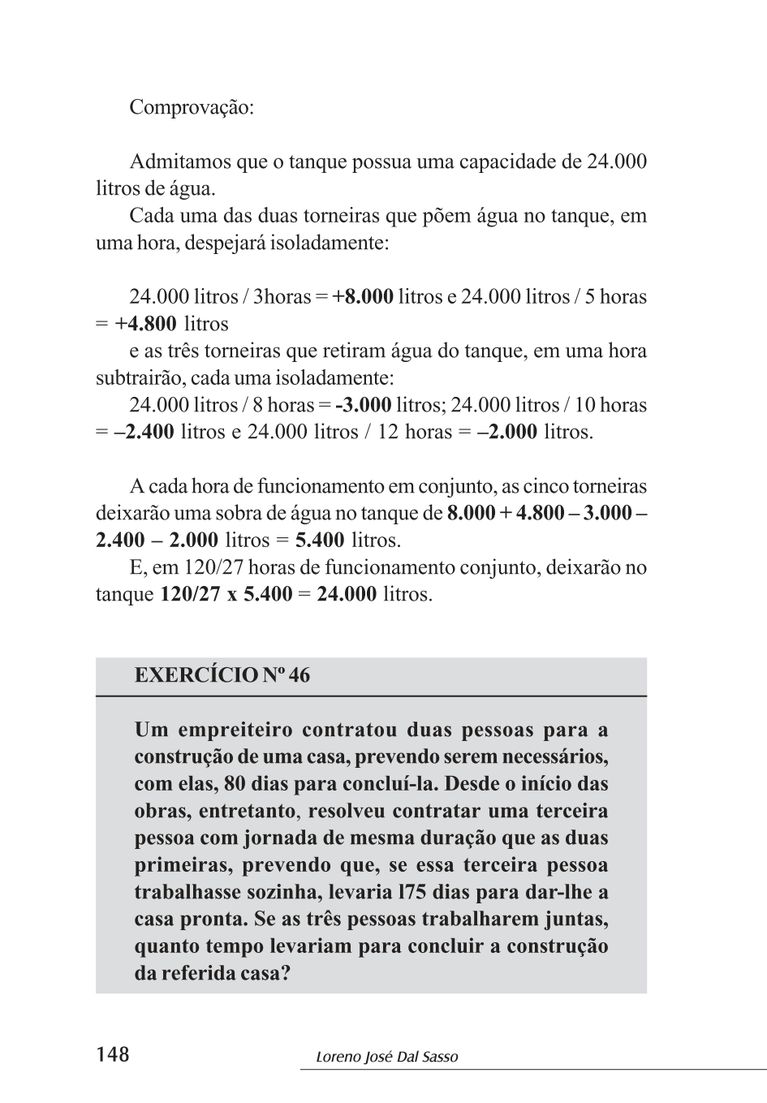 Comprovação:
Admitamos que o tanque possua uma capacidade de 24.000
litros de água.
Cada uma das duas torneiras que põem água no tanque, em
uma hora, despejará isoladamente:
24.000 litros / 3horas = +8.000 litros e 24.000 litros / 5 horas
= +4.800 litros
e as três torneiras que retiram água do tanque, em uma hora
subtrairão, cada uma isoladamente:
24.000 litros / 8 horas = -3.000 litros; 24.000 litros / 10 horas
= –2.400 litros e 24.000 litros / 12 horas = –2.000 litros.
A cada hora de funcionamento em conjunto, as cinco torneiras
deixarão uma sobra de água no tanque de 8.000 + 4.800 – 3.000 –
2.400 – 2.000 litros = 5.400 litros.
E, em 120/27 horas de funcionamento conjunto, deixarão no
tanque 120/27 x 5.400 = 24.000 litros.
EXERCÍCIO Nº 46
Um empreiteiro contratou duas pessoas para a
construção de uma casa, prevendo serem necessários,
com elas, 80 dias para concluí-la. Desde o início das
obras, entretanto, resolveu contratar uma terceira
pessoa com jornada de mesma duração que as duas
primeiras, prevendo que, se essa terceira pessoa
trabalhasse sozinha, levaria l75 dias para dar-lhe a
casa pronta. Se as três pessoas trabalharem juntas,
quanto tempo levariam para concluir a construção
da referida casa?
148 Loreno José Dal Sasso